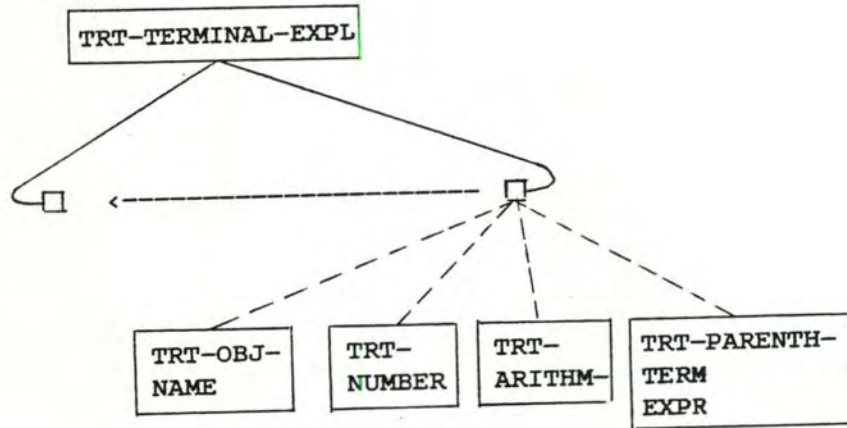 TRT-TERMINAL-EXPL
TRT-OBJ-
NAME
TRT-
NUMBER
TRT-
ARITHM-
TRT-PARENTH-
TERM
EXPR